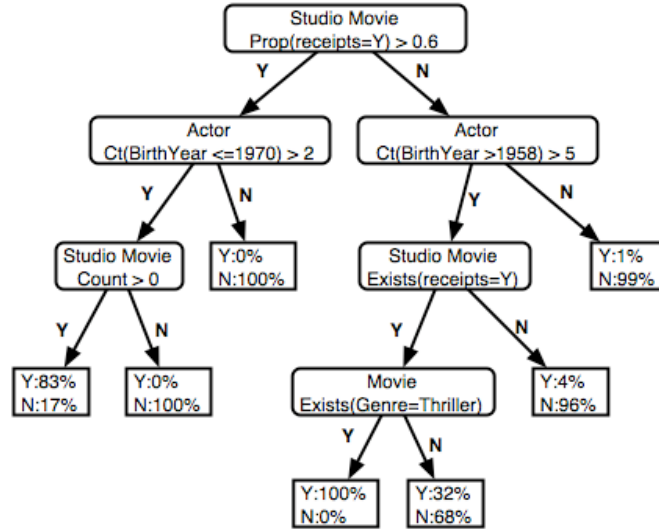 Studio Movie
Prop(receipts=Y) > 0.6
Y
N
Actor
Ct(BirthYear <=1970) > 2
Actor
Ct(BirthYear >1958) > 5
Y
N
Y
N
Studio Movie
Count > 0
Y:0%
N:100%
Studio Movie
Exists(receipts=Y)
Y:1%
N:99%
Y
N
Y
N
Y:83%
N:17%
Y:0%
N:100%
Movie
Exists(Genre=Thriller)
Y:4%
N:96%
Y
N
Y:100%
N:0%
Y:32%
N:68%